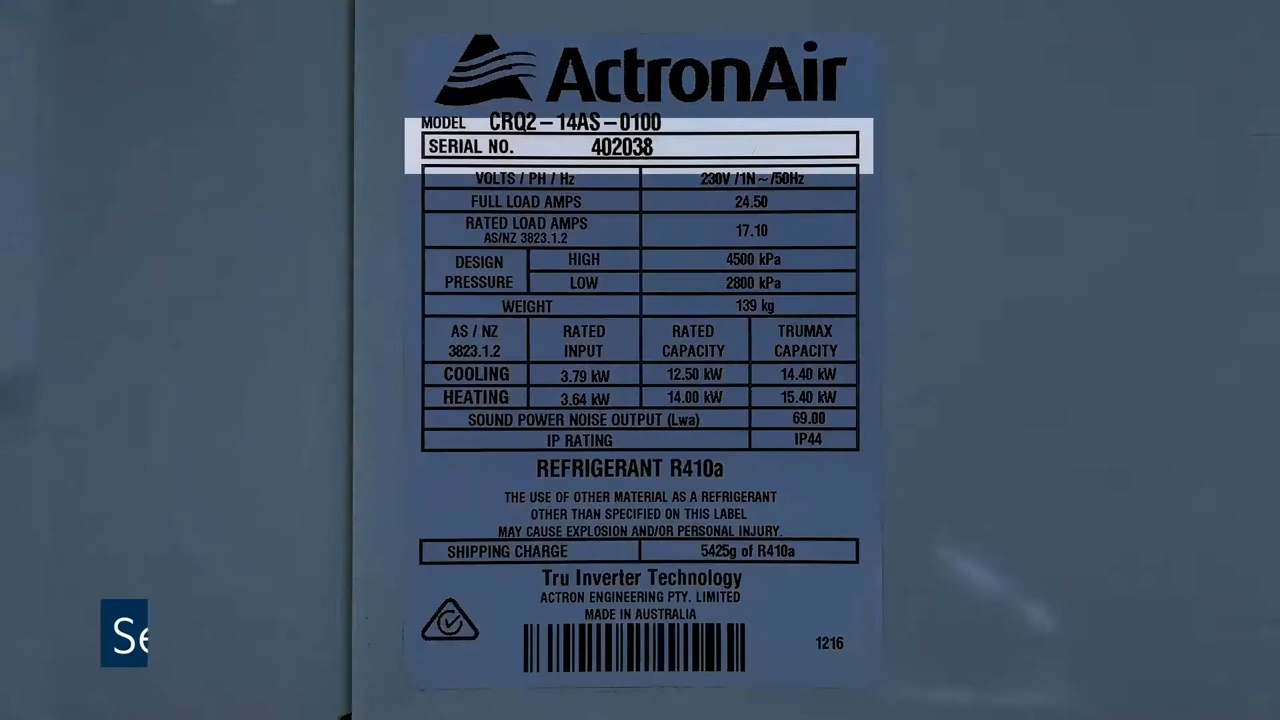 ActronAir
MODEL CRQ2-14AS-0100
SERIAL NO. 402038
VOLTS / PH / Hz 230V /1N~/50Hz
FULL LOAD AMPS 24.50
RATED LOAD AMPS 17.10
AS/NZ 3823.1.2
DESIGN PRESSURE HIGH 4500 kPa
LOW 2800 kPa
WEIGHT 139 kg
AS / NZ 3823.1.2 RATED INPUT RATED CAPACITY TRUMAX CAPACITY
COOLING 3.79 kW 12.50 kW 14.40 kW
HEATING 3.64 kW 14.00 kW 15.40 kW
SOUND POWER NOISE OUTPUT (Lwa) 69.00
IP RATING IP44
REFRIGERANT R410a
THE USE OF OTHER MATERIAL AS A REFRIGERANT
OTHER THAN SPECIFIED ON THIS LABEL
MAY CAUSE EXPLOSION AND/OR PERSONAL INJURY.
SHIPPING CHARGE 5425g of R410a
Tru Inverter Technology
ACTRON ENGINEERING PTY. LIMITED
MADE IN AUSTRALIA
1216